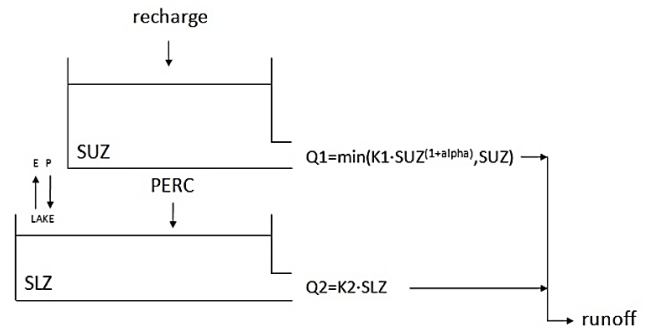 recharge
SUZ
Q1=min(K1·SUZ(1+alpha),SUZ)
E P
PERC
LAKE
SLZ
Q2=K2·SLZ
runoff